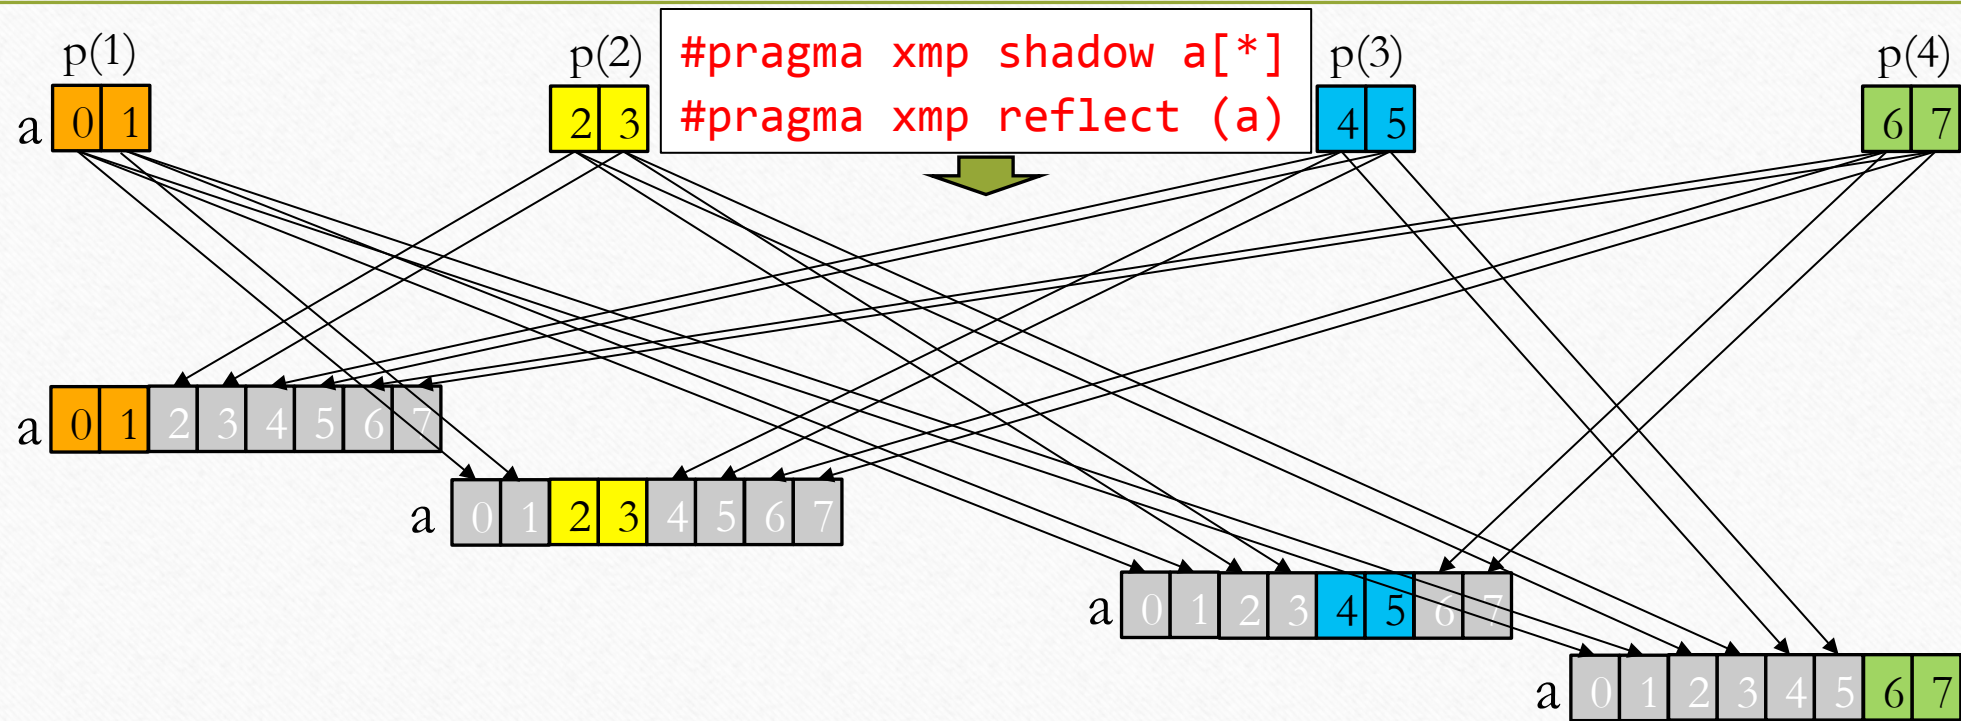 p(1) p(2) p(3) p(4)
#pragma xmp shadow a[*]
#pragma xmp reflect (a)
a 0 1 2 3 4 5 6 7
a 0 1 2 3 4 5 6 7
a 0 1 2 3 4 5 6 7
a 0 1 2 3 4 5 6 7
a 0 1 2 3 4 5 6 7